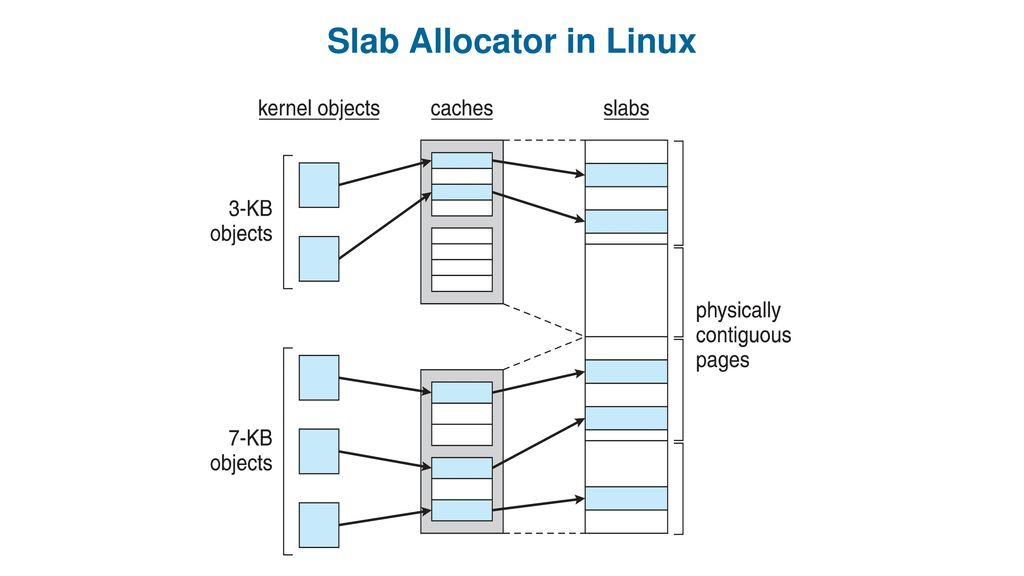 Slab Allocator in Linux
kernel objects
caches
slabs
3-KB
objects
physically
contiguous
pages
7-KB
objects